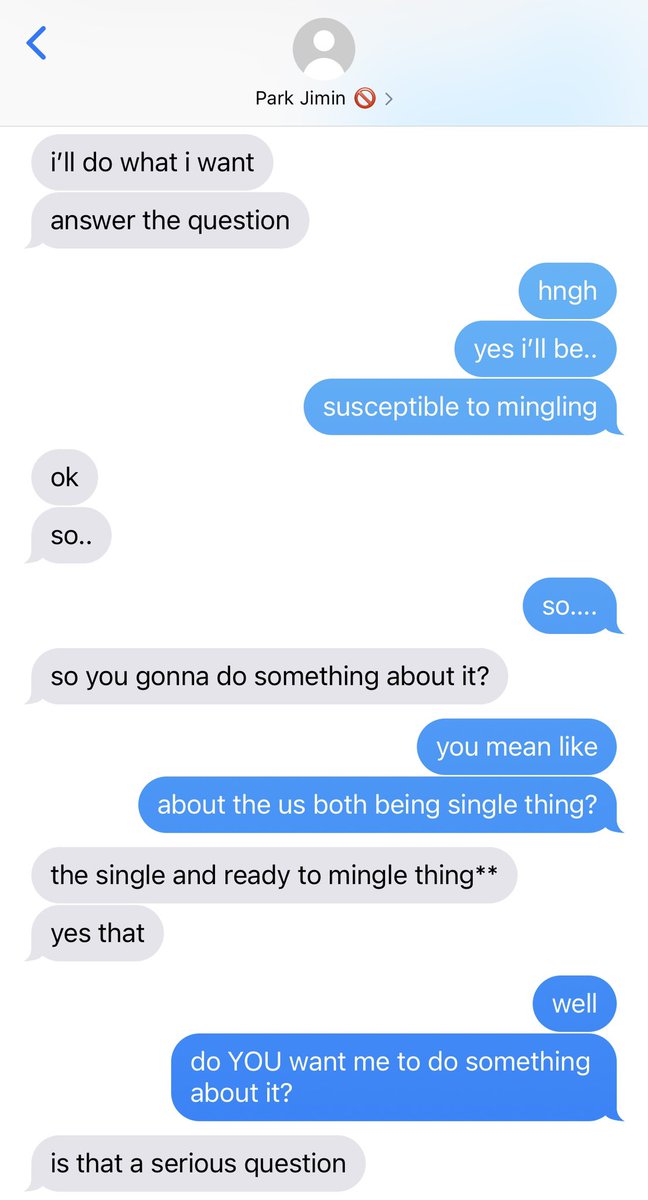 Park Jimin 🚫
i'll do what i want
answer the question
hngh
yes i'll be..
susceptible to mingling
ok
so..
so....
so you gonna do something about it?
you mean like
about the us both being single thing?
the single and ready to mingle thing**
yes that
well
do YOU want me to do something
about it?
is that a serious question